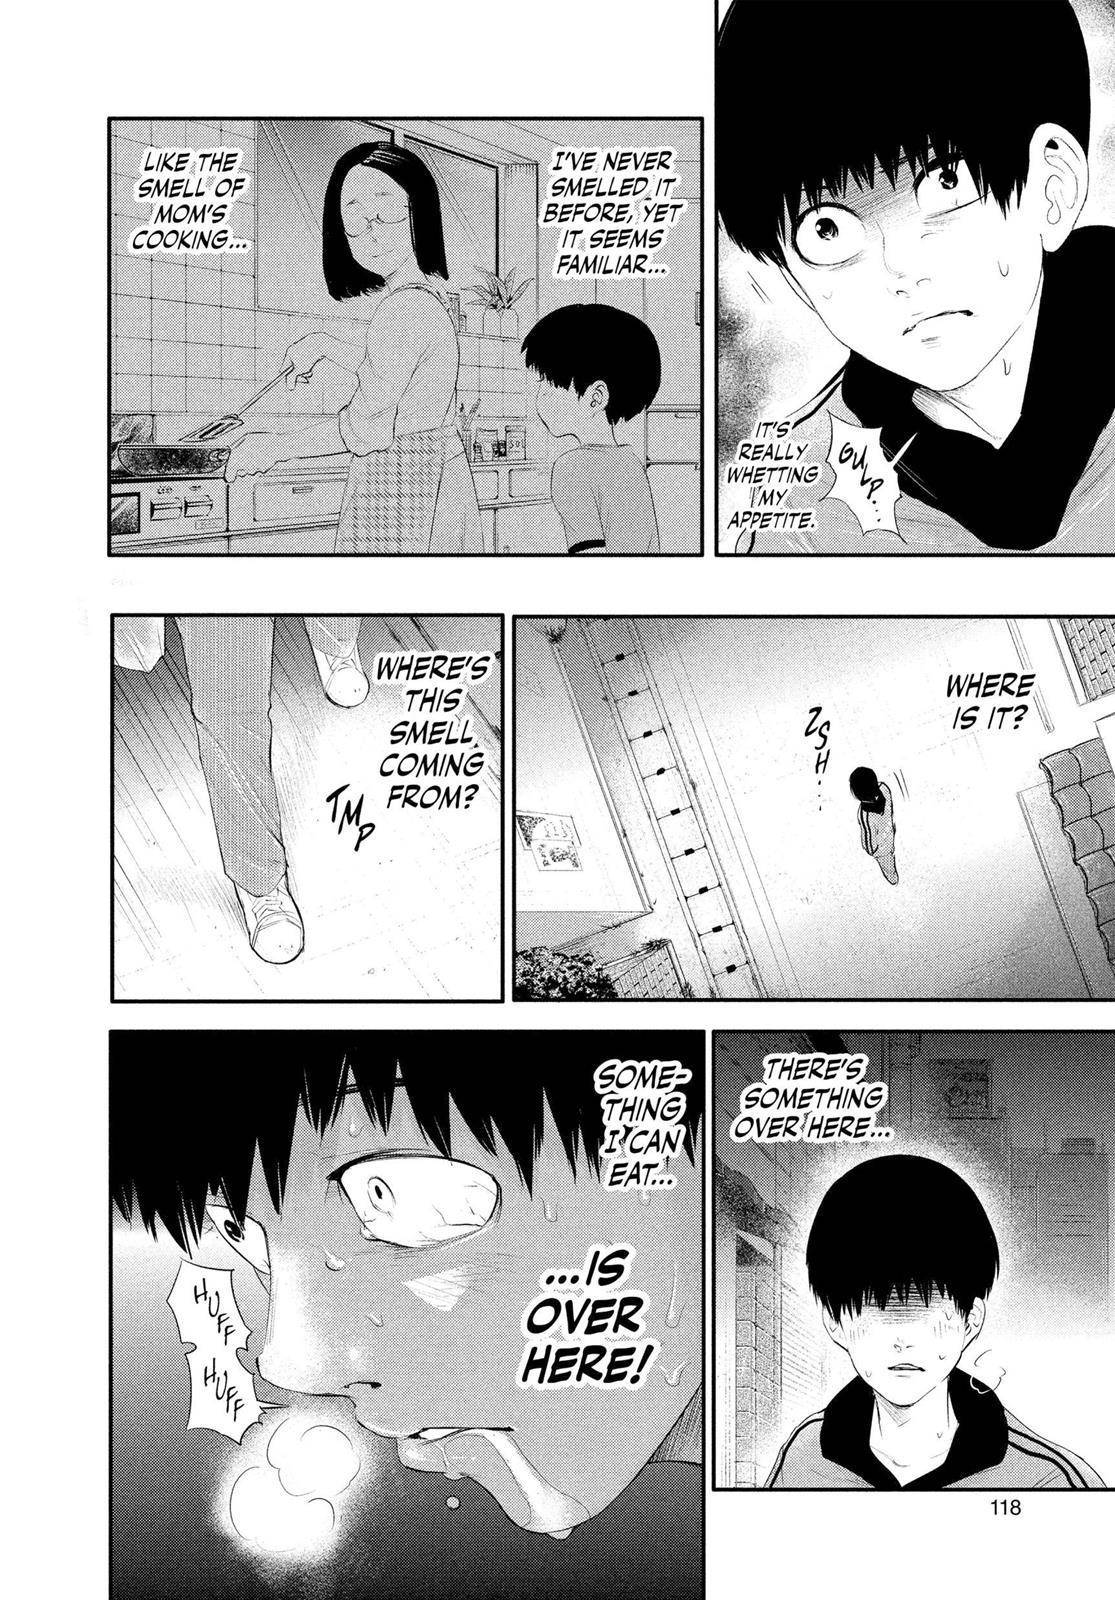 IT'S
REALLY
WHETTING
MY
APPETITE.
GULP...
I'VE NEVER
SMELLED IT
BEFORE, YET
IT SEEMS
FAMILIAR...
LIKE THE
SMELL OF
MOM'S
COOKING...
WHERE
IS IT?
ZSH...
WHERE'S
THIS
SMELL
COMING
FROM?
TMP
THERE'S
SOMETHING
OVER HERE...
SOME-
THING
I CAN
EAT...
...IS
OVER
HERE!
HUFF
HUFF
118